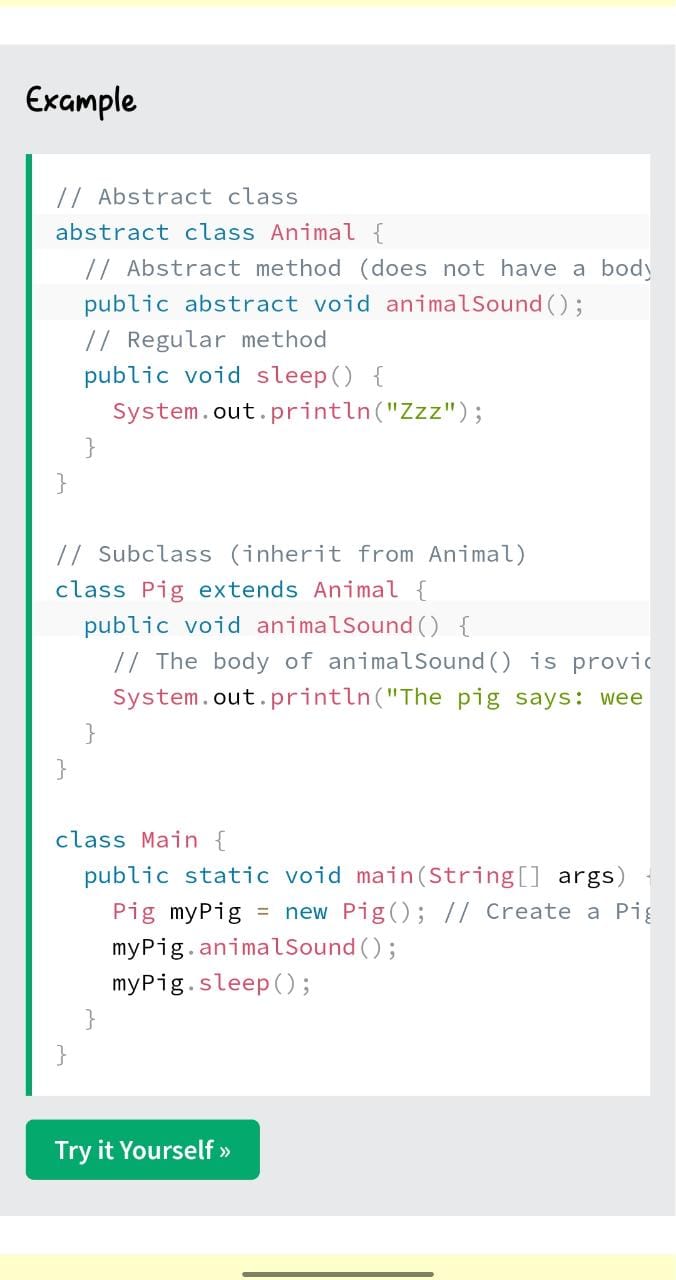 Example
// Abstract class
abstract class Animal {
  // Abstract method (does not have a body
  public abstract void animalSound();
  // Regular method
  public void sleep() {
    System.out.println("Zzz");
  }
}
// Subclass (inherit from Animal)
class Pig extends Animal {
  public void animalSound() {
    // The body of animalSound() is
    System.out.println("The pig says: wee
  }
}
class Main {
  public static void main(String[] args) {
    Pig myPig = new Pig(); // Create a Pig
    myPig.animalSound();
    myPig.sleep();
  }
}
Try it Yourself »